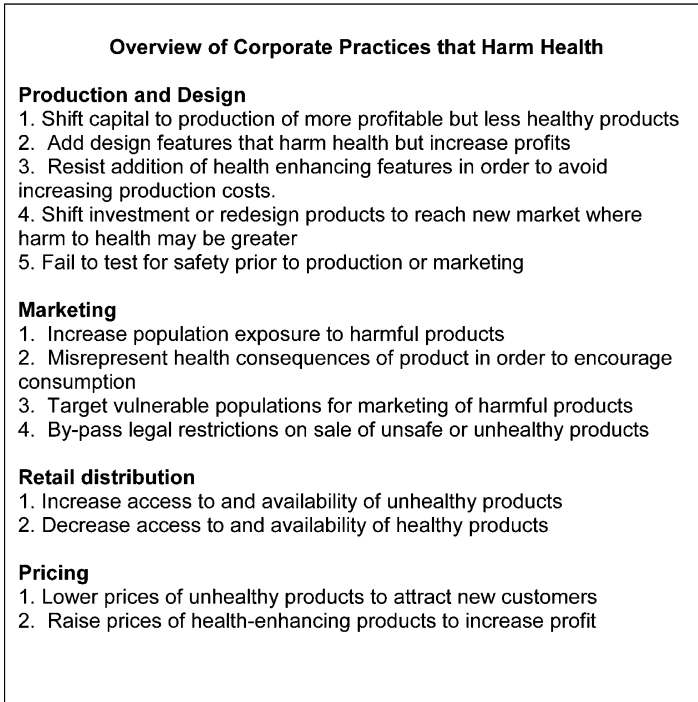 Overview of Corporate Practices that Harm Health
Production and Design
1. Shift capital to production of more profitable but less healthy products
2.  Add design features that harm health but increase profits
3.  Resist addition of health enhancing features in order to avoid
increasing production costs.
4. Shift investment or redesign products to reach new market where
harm to health may be greater
5. Fail to test for safety prior to production or marketing
Marketing
1.  Increase population exposure to harmful products
2.  Misrepresent health consequences of product in order to encourage
consumption
3.  Target vulnerable populations for marketing of harmful products
4.  By-pass legal restrictions on sale of unsafe or unhealthy products
Retail distribution
1. Increase access to and availability of unhealthy products
2. Decrease access to and availability of healthy products
Pricing
1. Lower prices of unhealthy products to attract new customers
2.  Raise prices of health-enhancing products to increase profit